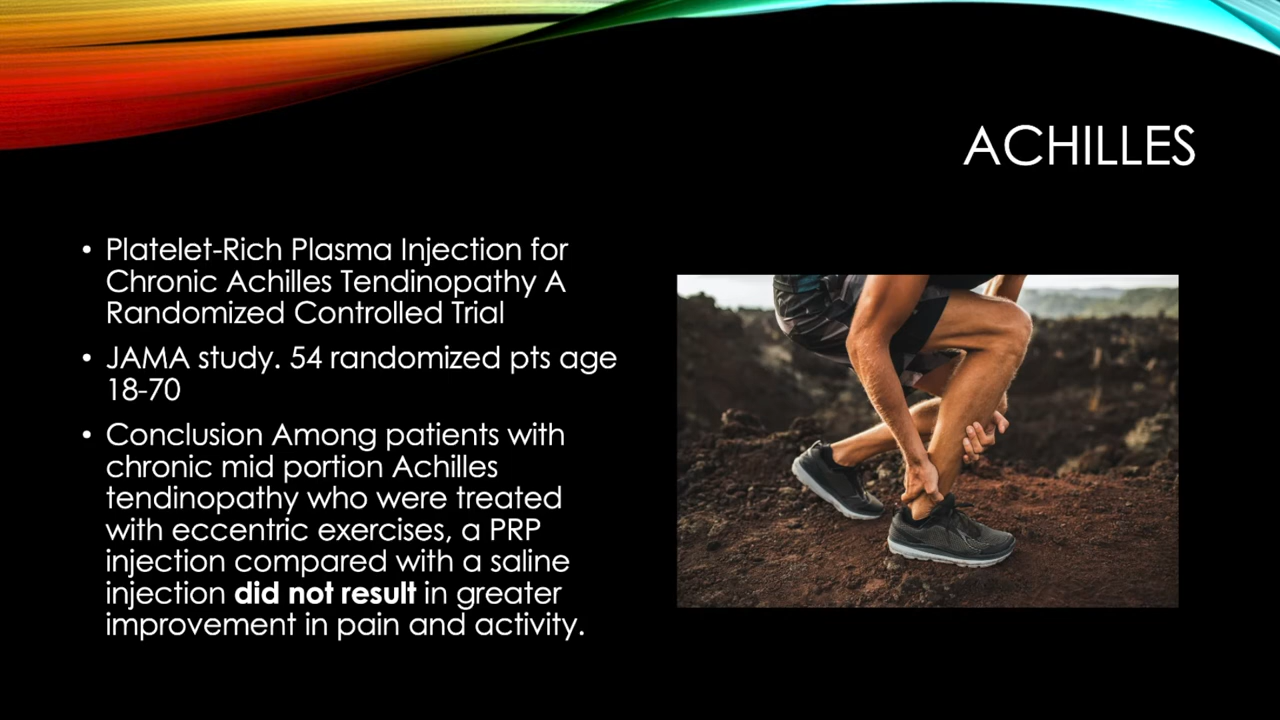 ACHILLES
• Platelet-Rich Plasma Injection for
Chronic Achilles Tendinopathy A
Randomized Controlled Trial
• JAMA study. 54 randomized pts age
18-70
• Conclusion Among patients with
chronic mid portion Achilles
tendinopathy who were treated
with eccentric exercises, a PRP
injection compared with a saline
injection did not result in greater
improvement in pain and activity.